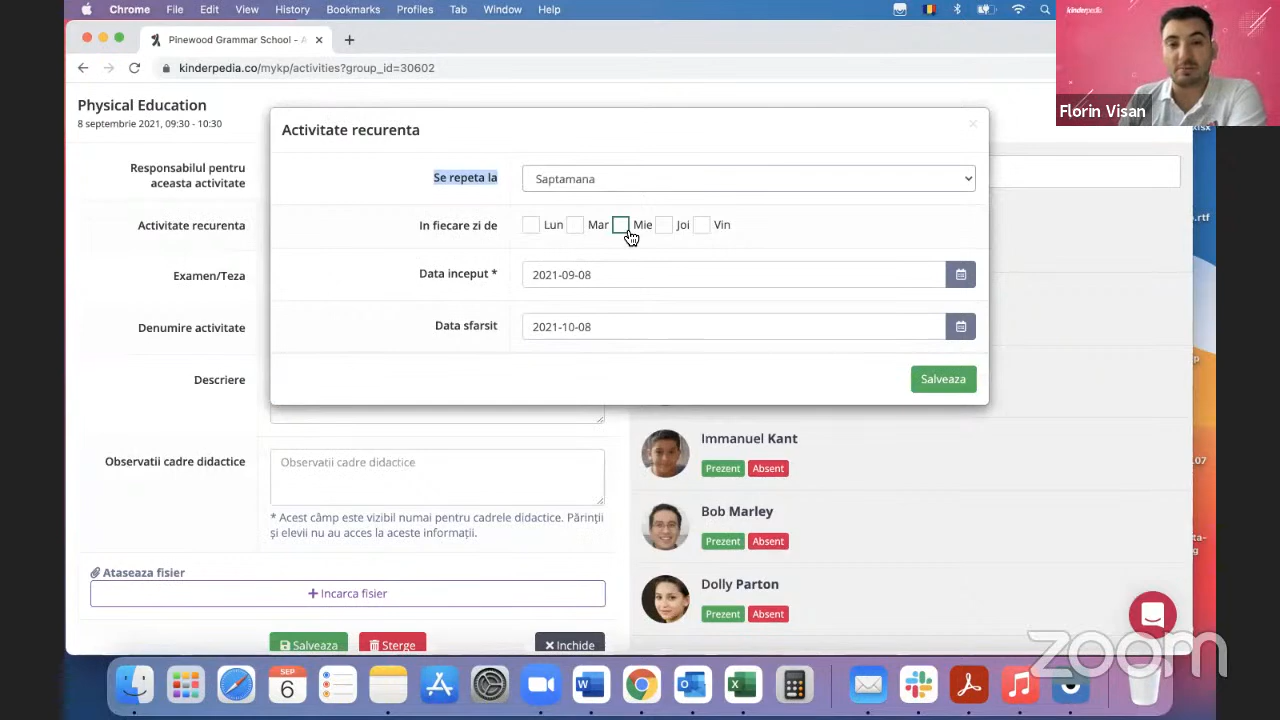 Chrome File Edit View History Bookmarks Profiles Tab Window Help
kinderpedia
Pinewood Grammar School - A
kinderpedia.co/mykp/activities?group_id=30602
Florin Visan
Physical Education
8 septembrie 2021, 09:30 - 10:30
Activitate recurenta
Responsabilul pentru
aceasta activitate
Se repeta la
Saptamana
Activitate recurenta
In fiecare zi de
Lun Mar Mie Joi Vin
Examen/Teza
Data inceput *
2021-09-08
Denumire activitate
Data sfarsit
2021-10-08
Descriere
Salveaza
Observatii cadre didactice
Observatii cadre didactice
* Acest câmp este vizibil numai pentru cadrele didactice. Părinții
și elevii nu au acces la aceste informații.
Ataseaza fisier
Incarca fisier
Salveaza
Sterge
Inchide
Immanuel Kant
Prezent Absent
Bob Marley
Prezent Absent
Dolly Parton
Prezent Absent
.rtf
zoom
SEP
6